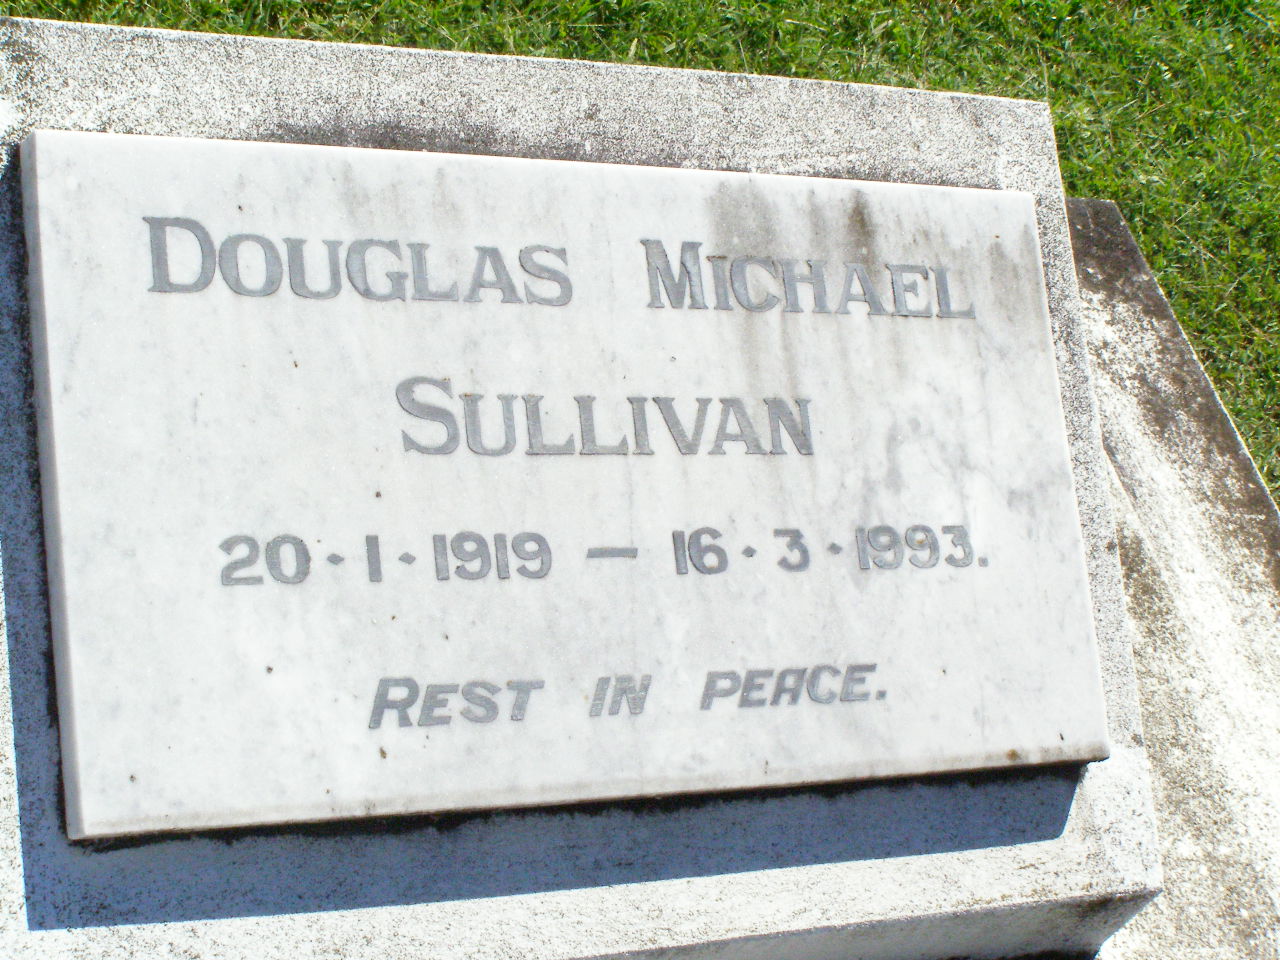 DOUGLAS MICHAEL
SULLIVAN
20·1·1919 — 16·3·1993.
REST IN PEACE.